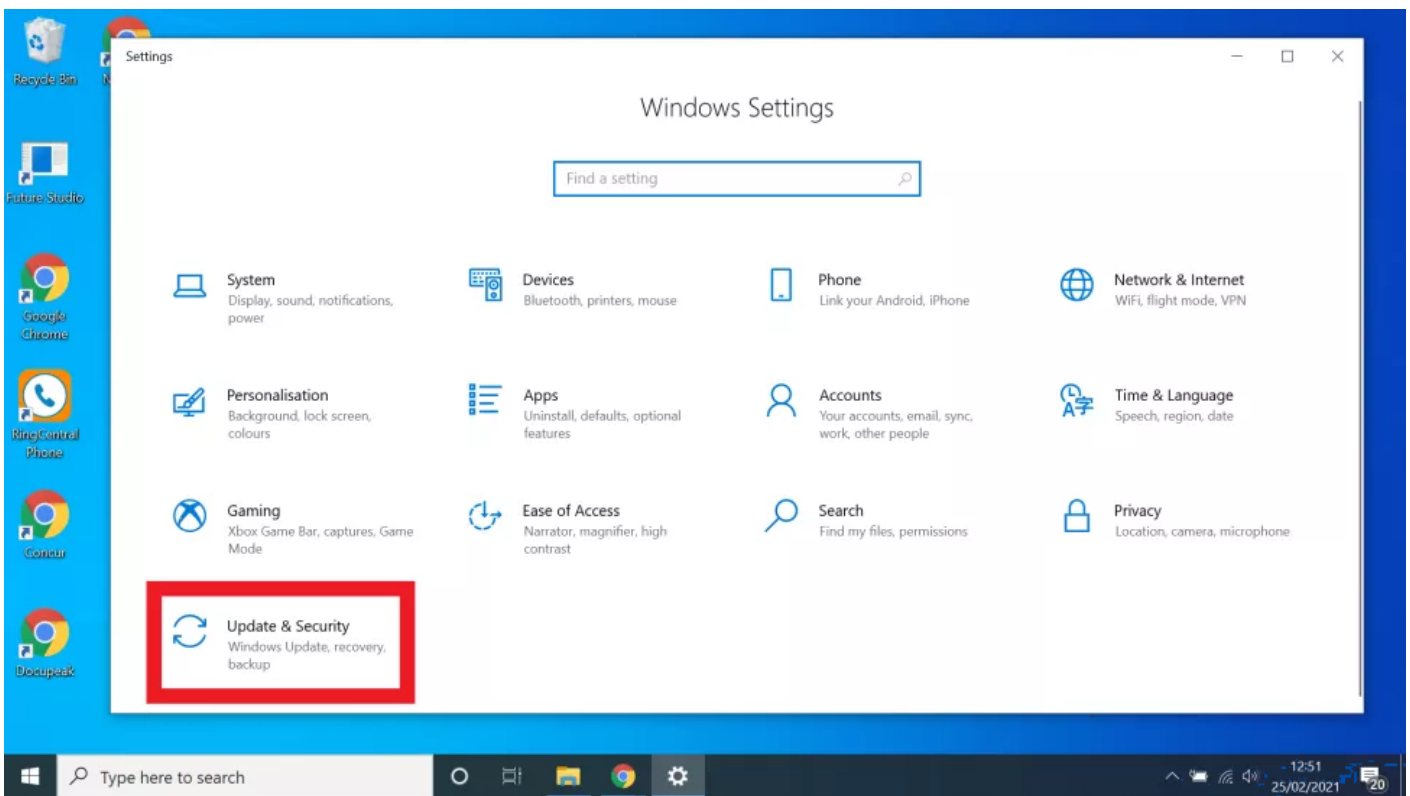 Recycle Bin
Settings
Windows Settings
Find a setting
Future Studio
System
Display, sound, notifications,
power
Devices
Bluetooth, printers, mouse
Phone
Link your Android, iPhone
Network & Internet
WiFi, flight mode, VPN
Google
Chrome
Personalisation
Background, lock screen,
colours
Apps
Uninstall, defaults, optional
features
Accounts
Your accounts, email, sync,
work, other people
Time & Language
Speech, region, date
RingCentral
Phone
Gaming
Xbox Game Bar, captures, Game
Mode
Ease of Access
Narrator, magnifier, high
contrast
Search
Find my files, permissions
Privacy
Location, camera, microphone
Concur
Update & Security
Windows Update, recovery,
backup
Docupeak
Type here to search
12:51
25/02/2021
20